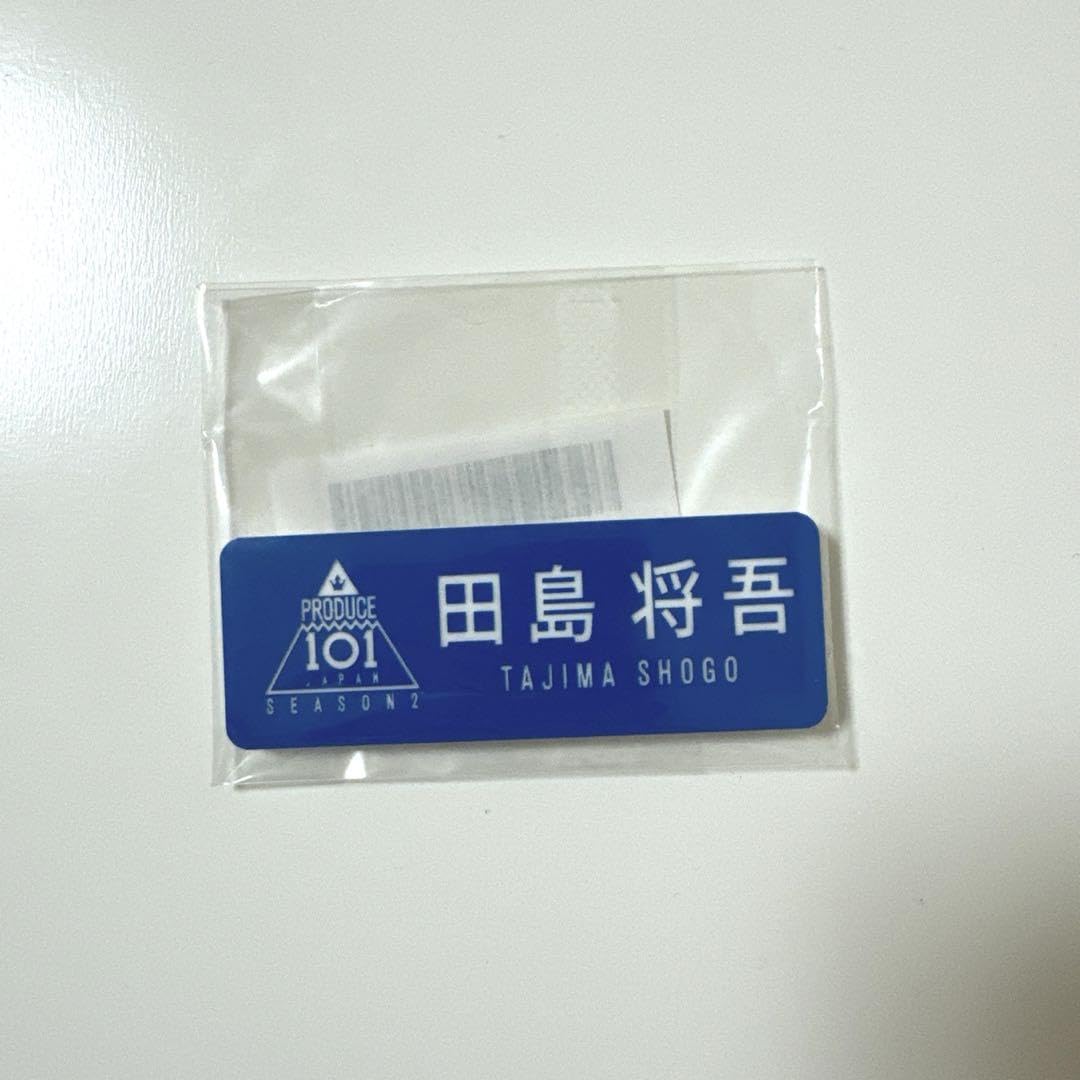 PRODUCE
101
JAPAN
SEASON2
田島 将吾
TAJIMA SHOGO